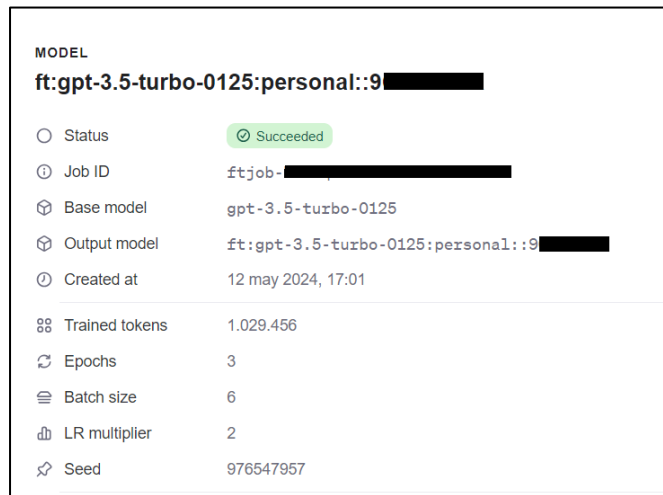 MODEL
ft:gpt-3.5-turbo-0125:personal::9
Status Succeeded
Job ID ftjob-
Base model gpt-3.5-turbo-0125
Output model ft:gpt-3.5-turbo-0125:personal::9
Created at 12 may 2024, 17:01
Trained tokens 1.029.456
Epochs 3
Batch size 6
LR multiplier 2
Seed 976547957